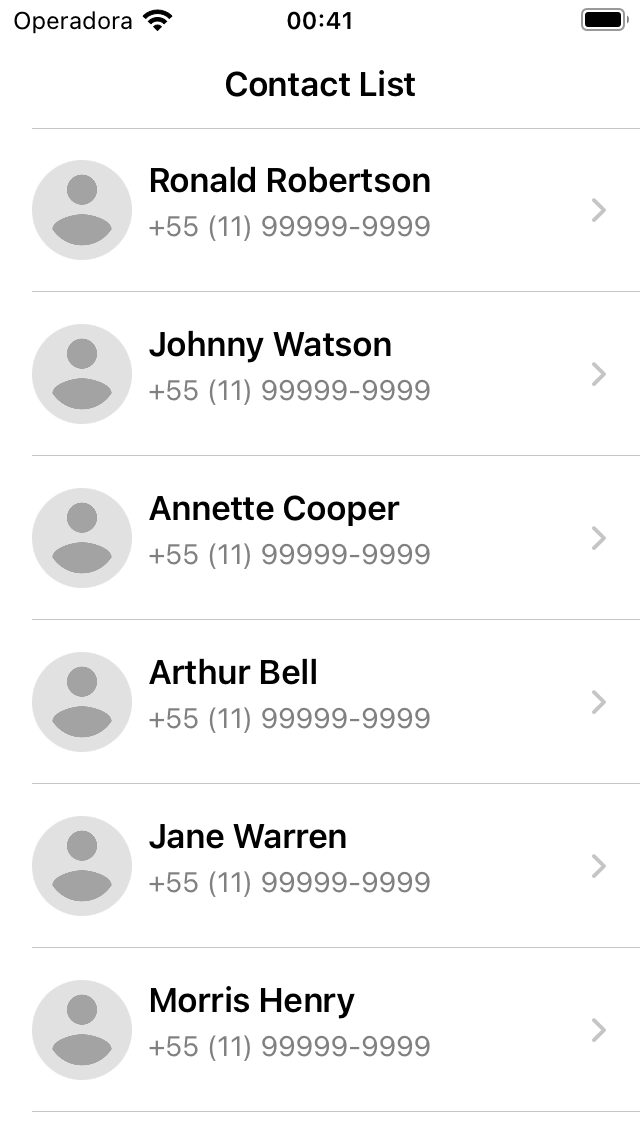 Operadora 00:41
Contact List
Ronald Robertson
+55 (11) 99999-9999
Johnny Watson
+55 (11) 99999-9999
Annette Cooper
+55 (11) 99999-9999
Arthur Bell
+55 (11) 99999-9999
Jane Warren
+55 (11) 99999-9999
Morris Henry
+55 (11) 99999-9999